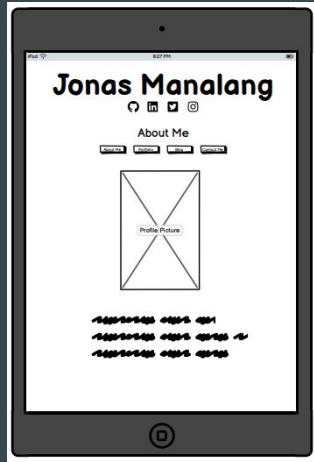 iPad 8:27 PM
Jonas Manalang
About Me
About Me Portfolio Blog Contact Me
Profile Picture